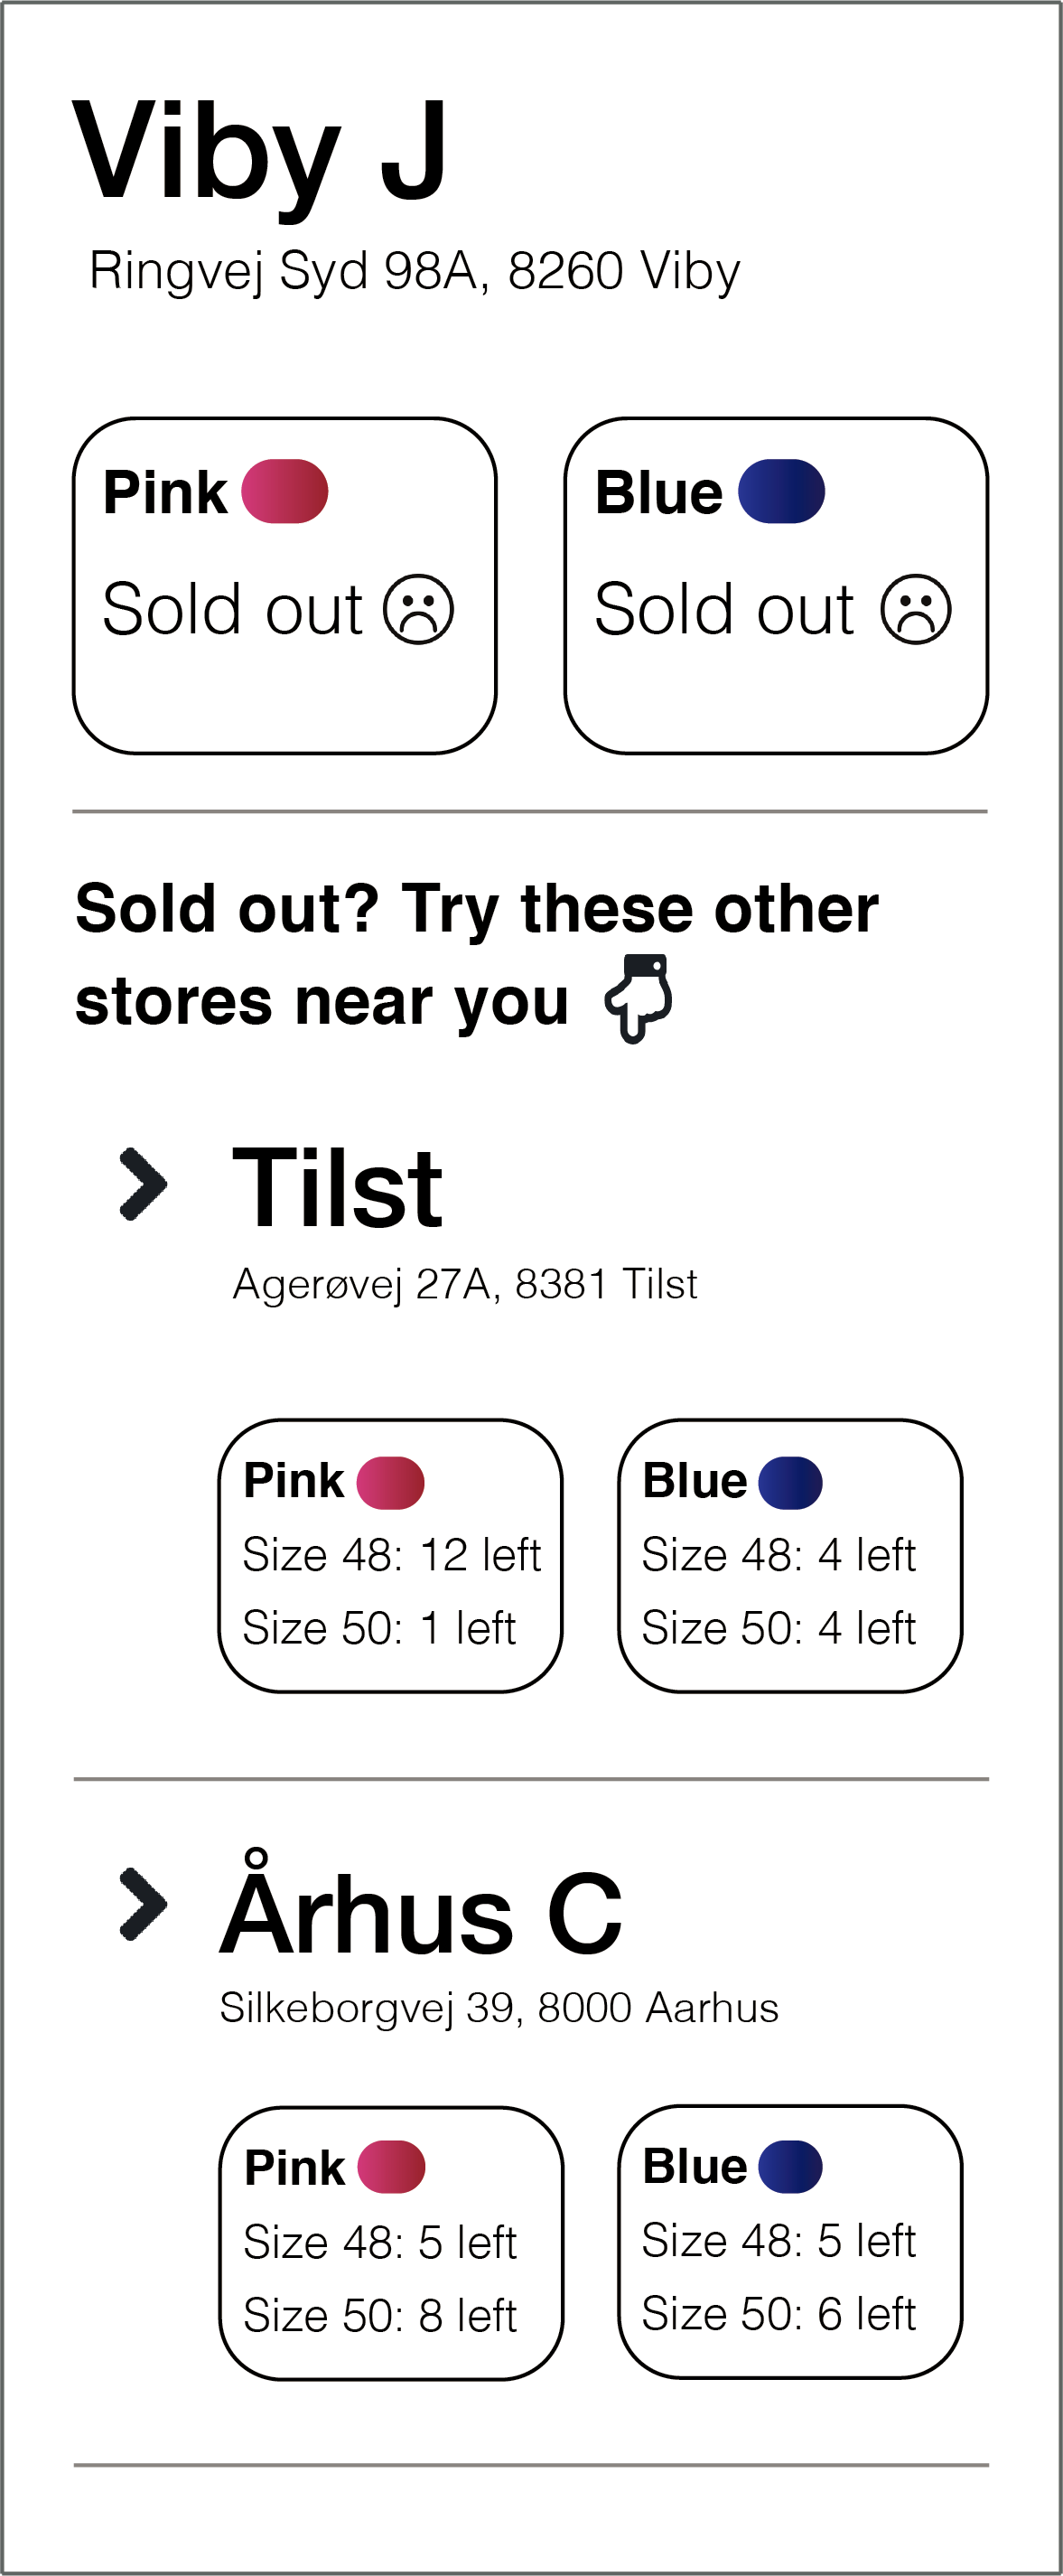 Viby J
Ringvej Syd 98A, 8260 Viby
Pink
Sold out
Blue
Sold out
Sold out? Try these other
stores near you
Tilst
Agerøvej 27A, 8381 Tilst
Pink
Size 48: 12 left
Size 50: 1 left
Blue
Size 48: 4 left
Size 50: 4 left
Århus C
Silkeborgvej 39, 8000 Aarhus
Pink
Size 48: 5 left
Size 50: 8 left
Blue
Size 48: 5 left
Size 50: 6 left